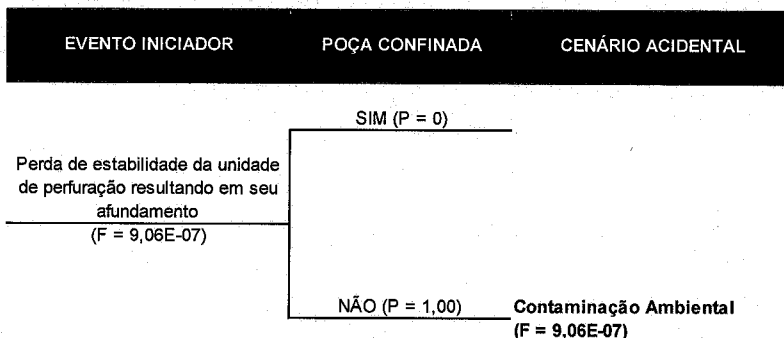 EVENTO INICIADOR
POÇA CONFINADA
CENÁRIO ACIDENTAL
SIM (P = 0)
Perda de estabilidade da unidade
de perfuração resultando em seu
afundamento
(F = 9,06E-07)
NÃO (P = 1,00)
Contaminação Ambiental
(F = 9,06E-07)